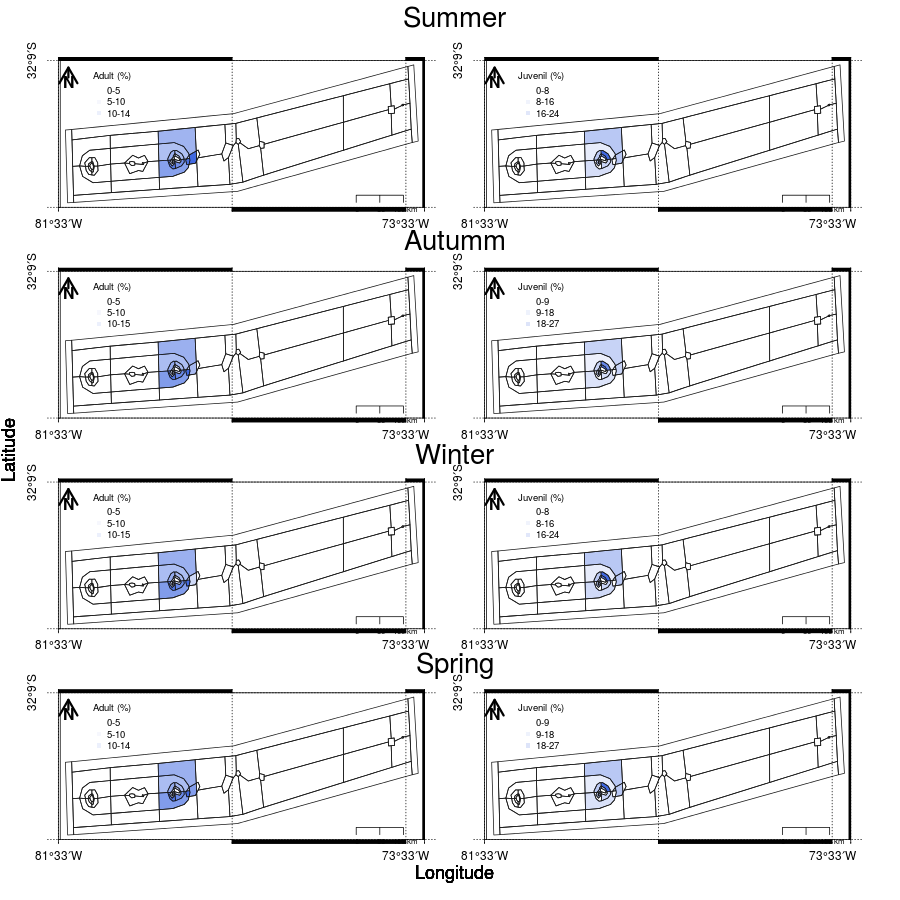 Summer
32°9′S
N
Adult (%)
0-5
5-10
10-14
81°33′W
73°33′W
32°9′S
N
Juvenil (%)
0-8
8-16
16-24
km
81°33′W
73°33′W
Autumm
32°9′S
N
Adult (%)
0-5
5-10
10-15
81°33′W
73°33′W
32°9′S
N
Juvenil (%)
0-9
9-18
18-27
81°33′W
73°33′W
Latitude
Winter
32°9′S
N
Adult (%)
0-5
5-10
10-15
km
81°33′W
73°33′W
32°9′S
N
Juvenil (%)
0-8
8-16
16-24
km
81°33′W
73°33′W
Spring
32°9′S
N
Adult (%)
0-5
5-10
10-14
81°33′W
73°33′W
32°9′S
N
Juvenil (%)
0-9
9-18
18-27
km
81°33′W
73°33′W
Longitude